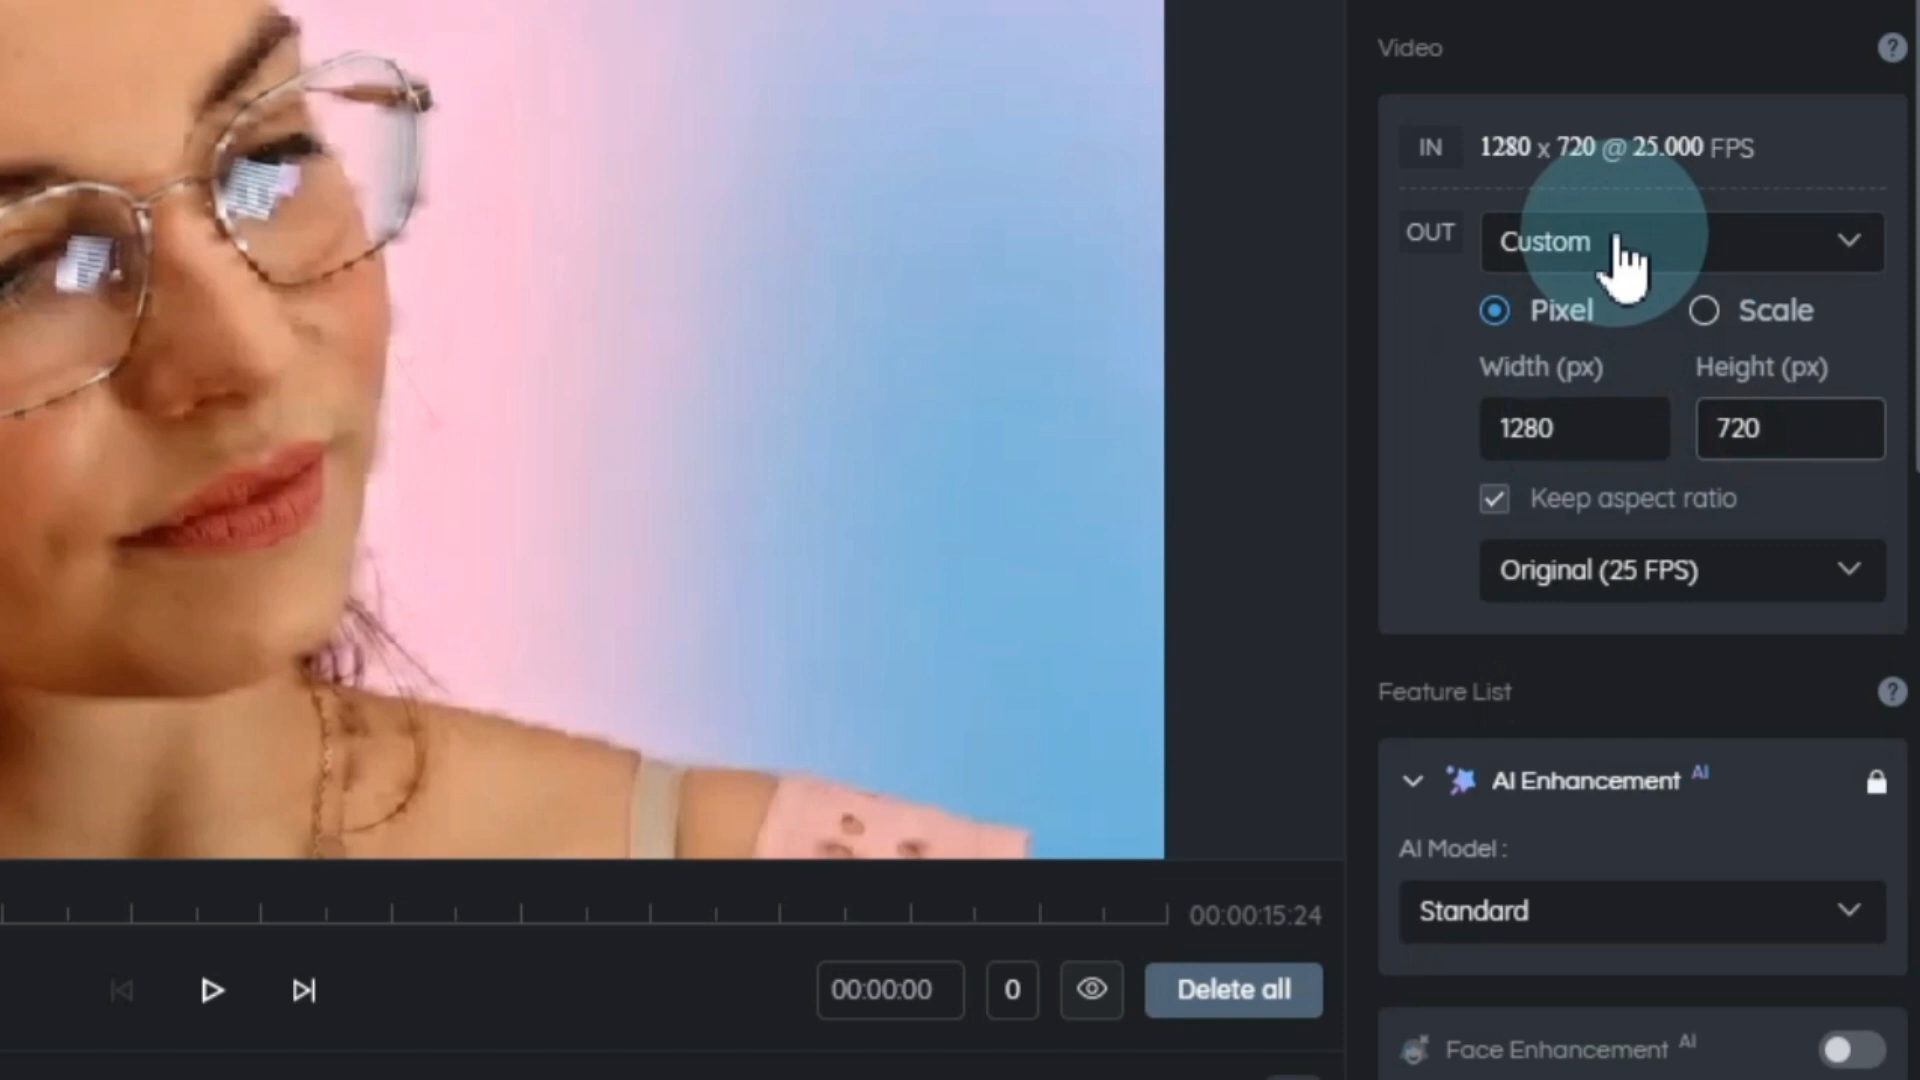 Video
?
IN 1280 x 720 @ 25.000 FPS
OUT Custom
Pixel Scale
Width (px) Height (px)
1280 720
Keep aspect ratio
Original (25 FPS)
Feature List
?
AI Enhancement AI
AI Model :
Standard
Face Enhancement AI
00:00:15:24
00:00:00 0 Delete all